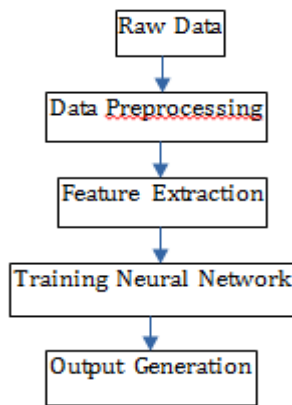 Raw Data
Data Preprocessing
Feature Extraction
Training Neural Network
Output Generation